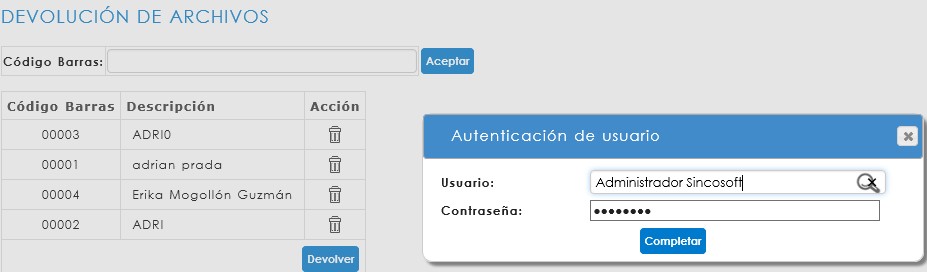 DEVOLUCIÓN DE ARCHIVOS
Código Barras: Aceptar
Código Barras Descripción Acción
00003 ADRI0
00001 adrian prada
00004 Erika Mogollón Guzmán
00002 ADRI
Devolver
Autenticación de usuario
Usuario: Administrador Sincosoft
Contraseña: ••••••••
Completar